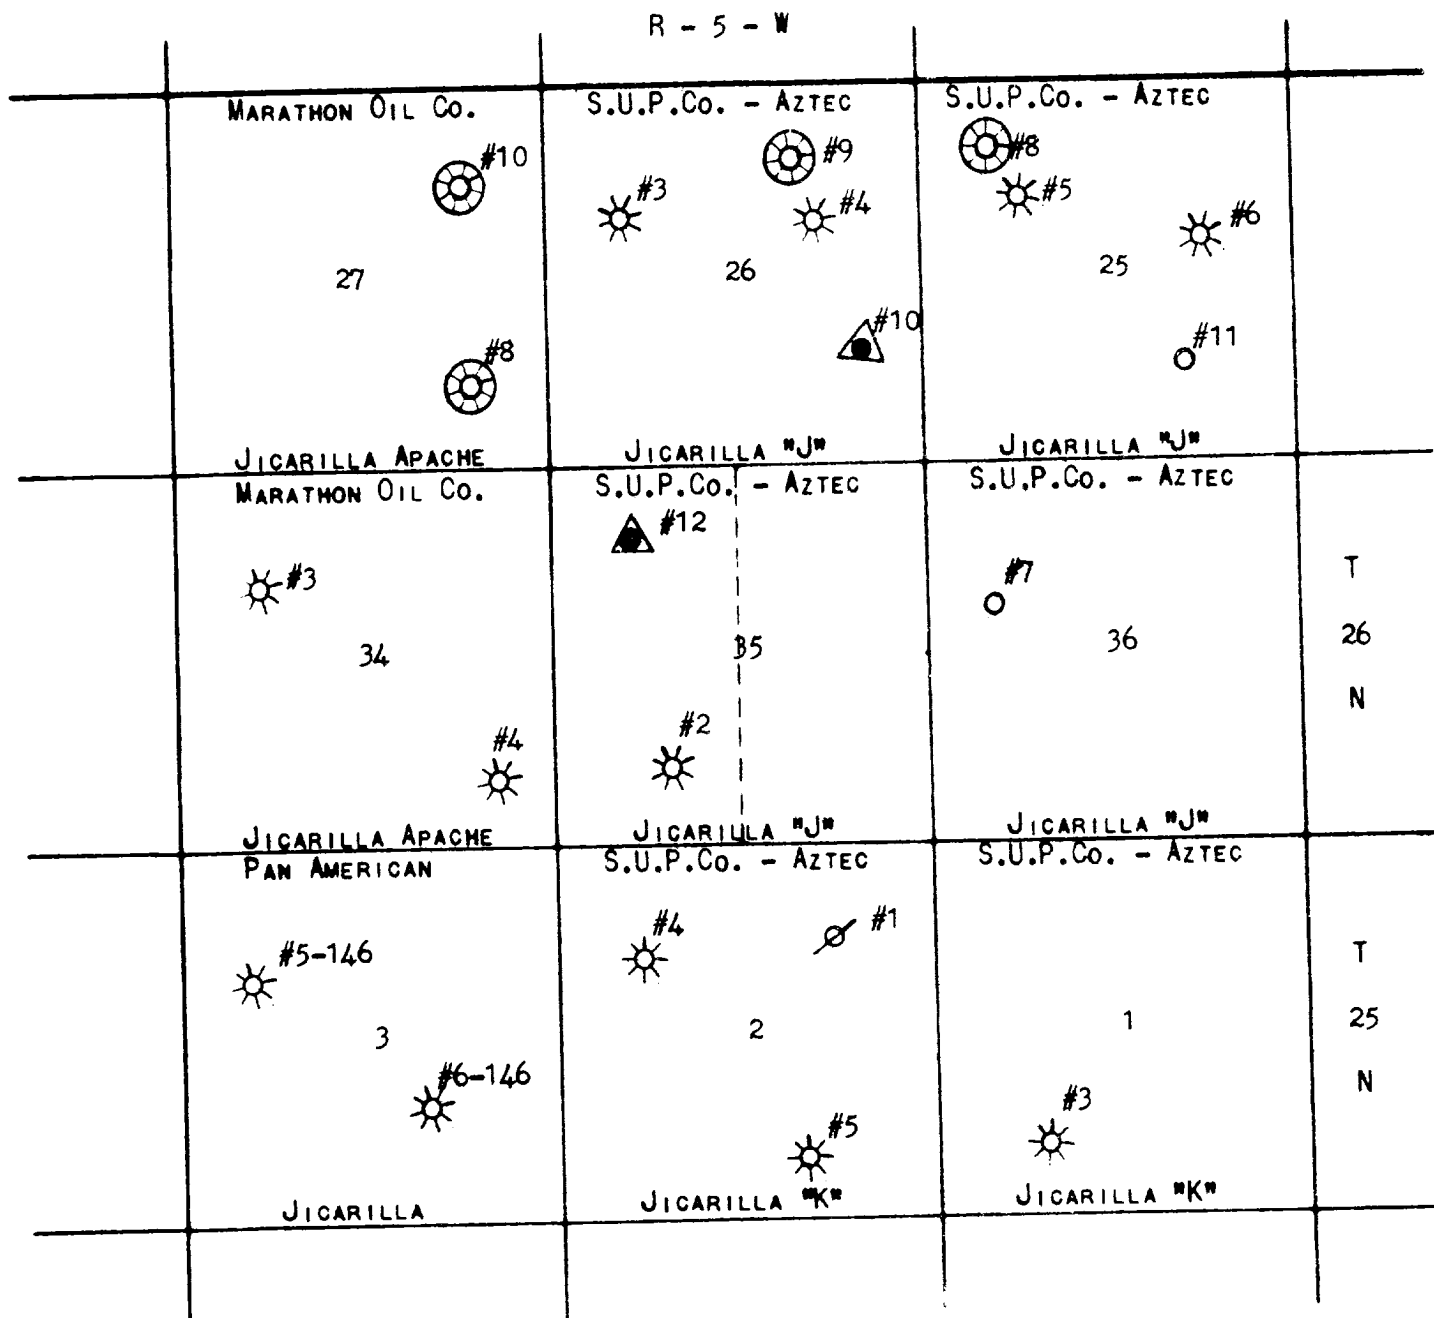 R - 5 - W
MARATHON OIL CO.
#10
27
#8
JICARILLA APACHE
S.U.P.CO. - AZTEC
#9
#3
#4
26
#10
JICARILLA "J"
S.U.P.CO. - AZTEC
#8
#5
#6
25
#11
JICARILLA "J"
MARATHON OIL CO.
#3
34
#4
JICARILLA APACHE
S.U.P.CO. - AZTEC
#12
35
#2
JICARILLA "J"
S.U.P.CO. - AZTEC
#7
36
JICARILLA "J"
T
26
N
PAN AMERICAN
#5-146
3
#6-146
JICARILLA
S.U.P.CO. - AZTEC
#4
#1
2
#5
JICARILLA "K"
S.U.P.CO. - AZTEC
1
#3
JICARILLA "K"
T
25
N